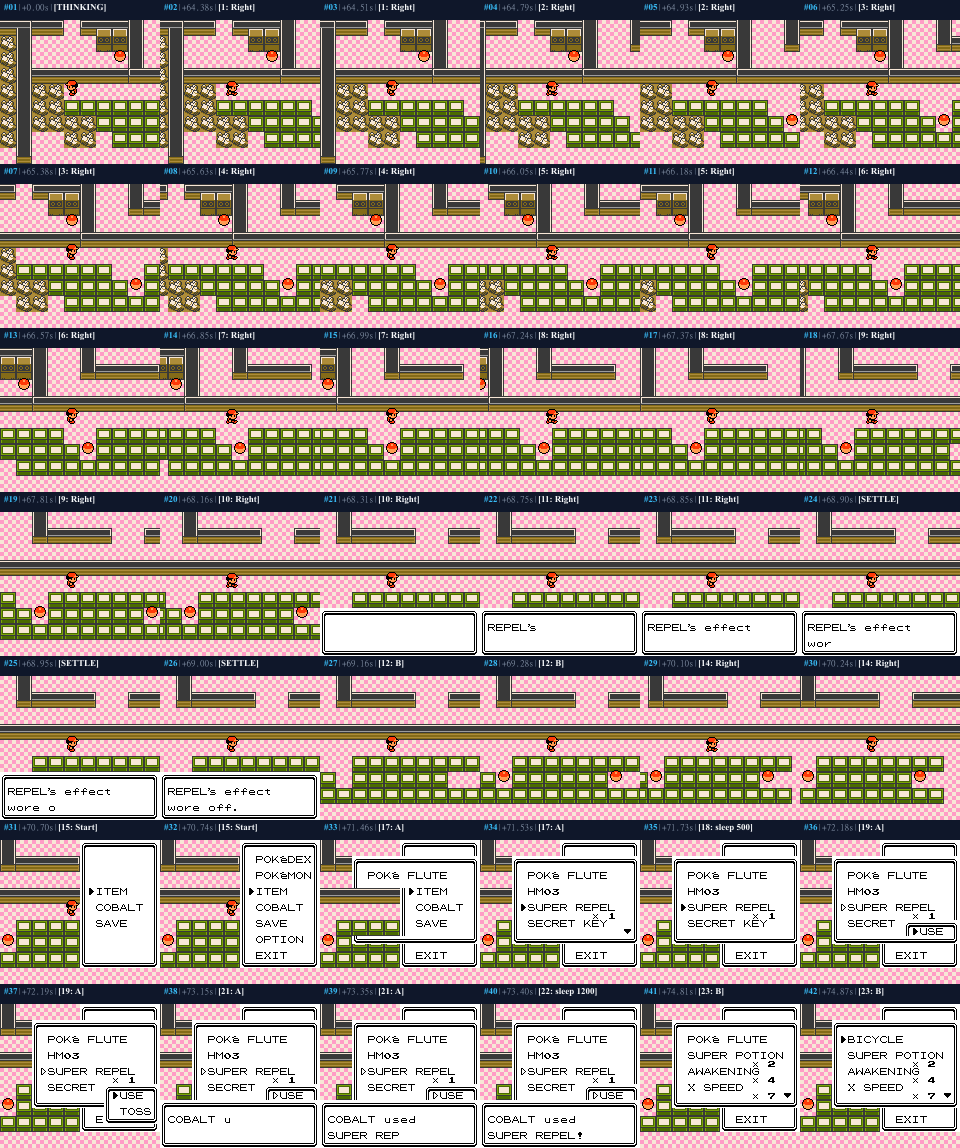 #01|+0.00s|[THINKING]
#02|+64.38s|[1: Right]
#03|+64.51s|[1: Right]
#04|+64.79s|[2: Right]
#05|+64.93s|[2: Right]
#06|+65.25s|[3: Right]
#07|+65.38s|[3: Right]
#08|+65.63s|[4: Right]
#09|+65.77s|[4: Right]
#10|+66.05s|[5: Right]
#11|+66.18s|[5: Right]
#12|+66.44s|[6: Right]
#13|+66.57s|[6: Right]
#14|+66.85s|[7: Right]
#15|+66.99s|[7: Right]
#16|+67.24s|[8: Right]
#17|+67.37s|[8: Right]
#18|+67.67s|[9: Right]
#19|+67.81s|[9: Right]
#20|+68.16s|[10: Right]
#21|+68.31s|[10: Right]
#22|+68.75s|[11: Right]
#23|+68.85s|[11: Right]
#24|+68.90s|[SETTLE]
REPEL's
REPEL's effect
REPEL's effect
wor
#25|+68.95s|[SETTLE]
#26|+69.00s|[SETTLE]
#27|+69.16s|[12: B]
#28|+69.28s|[12: B]
#29|+70.10s|[14: Right]
#30|+70.24s|[14: Right]
REPEL's effect
wore o
REPEL's effect
wore off.
#31|+70.70s|[15: Start]
#32|+70.74s|[15: Start]
#33|+71.46s|[17: A]
#34|+71.53s|[17: A]
#35|+71.73s|[18: sleep 500]
#36|+71.98s|[19: A]
▶ITEM
COBALT
SAVE
POKéDEX
POKéMON
▶ITEM
COBALT
SAVE
OPTION
EXIT
POKé FLUTE
▶ITEM
COBALT
SAVE
EXIT
POKé FLUTE
HM03
▶SUPER REPEL
× 1
SECRET KEY
▼
EXIT
POKé FLUTE
HM03
▶SUPER REPEL
× 1
SECRET KEY
EXIT
POKé FLUTE
HM03
▷SUPER REPEL
× 1
SECRET
▶USE
EXIT
#37|+72.19s|[19: A]
#38|+73.15s|[21: A]
#39|+73.35s|[21: A]
#40|+73.40s|[22: sleep 1200]
#41|+74.81s|[23: B]
#42|+74.87s|[23: B]
POKé FLUTE
HM03
▷SUPER REPEL
× 1
SECRET
▶USE
TOSS
E
POKé FLUTE
HM03
▷SUPER REPEL
× 1
SECRET
▷USE
COBALT u
POKé FLUTE
HM03
▷SUPER REPEL
× 1
SECRET
▷USE
COBALT used
SUPER REP
POKé FLUTE
HM03
▷SUPER REPEL
× 1
SECRET
▷USE
COBALT used
SUPER REPEL!
POKé FLUTE
SUPER POTION
× 2
AWAKENING
× 4
X SPEED
× 7 ▼
EXIT
▶BICYCLE
SUPER POTION
× 2
AWAKENING
× 4
X SPEED
× 7 ▼
EXIT